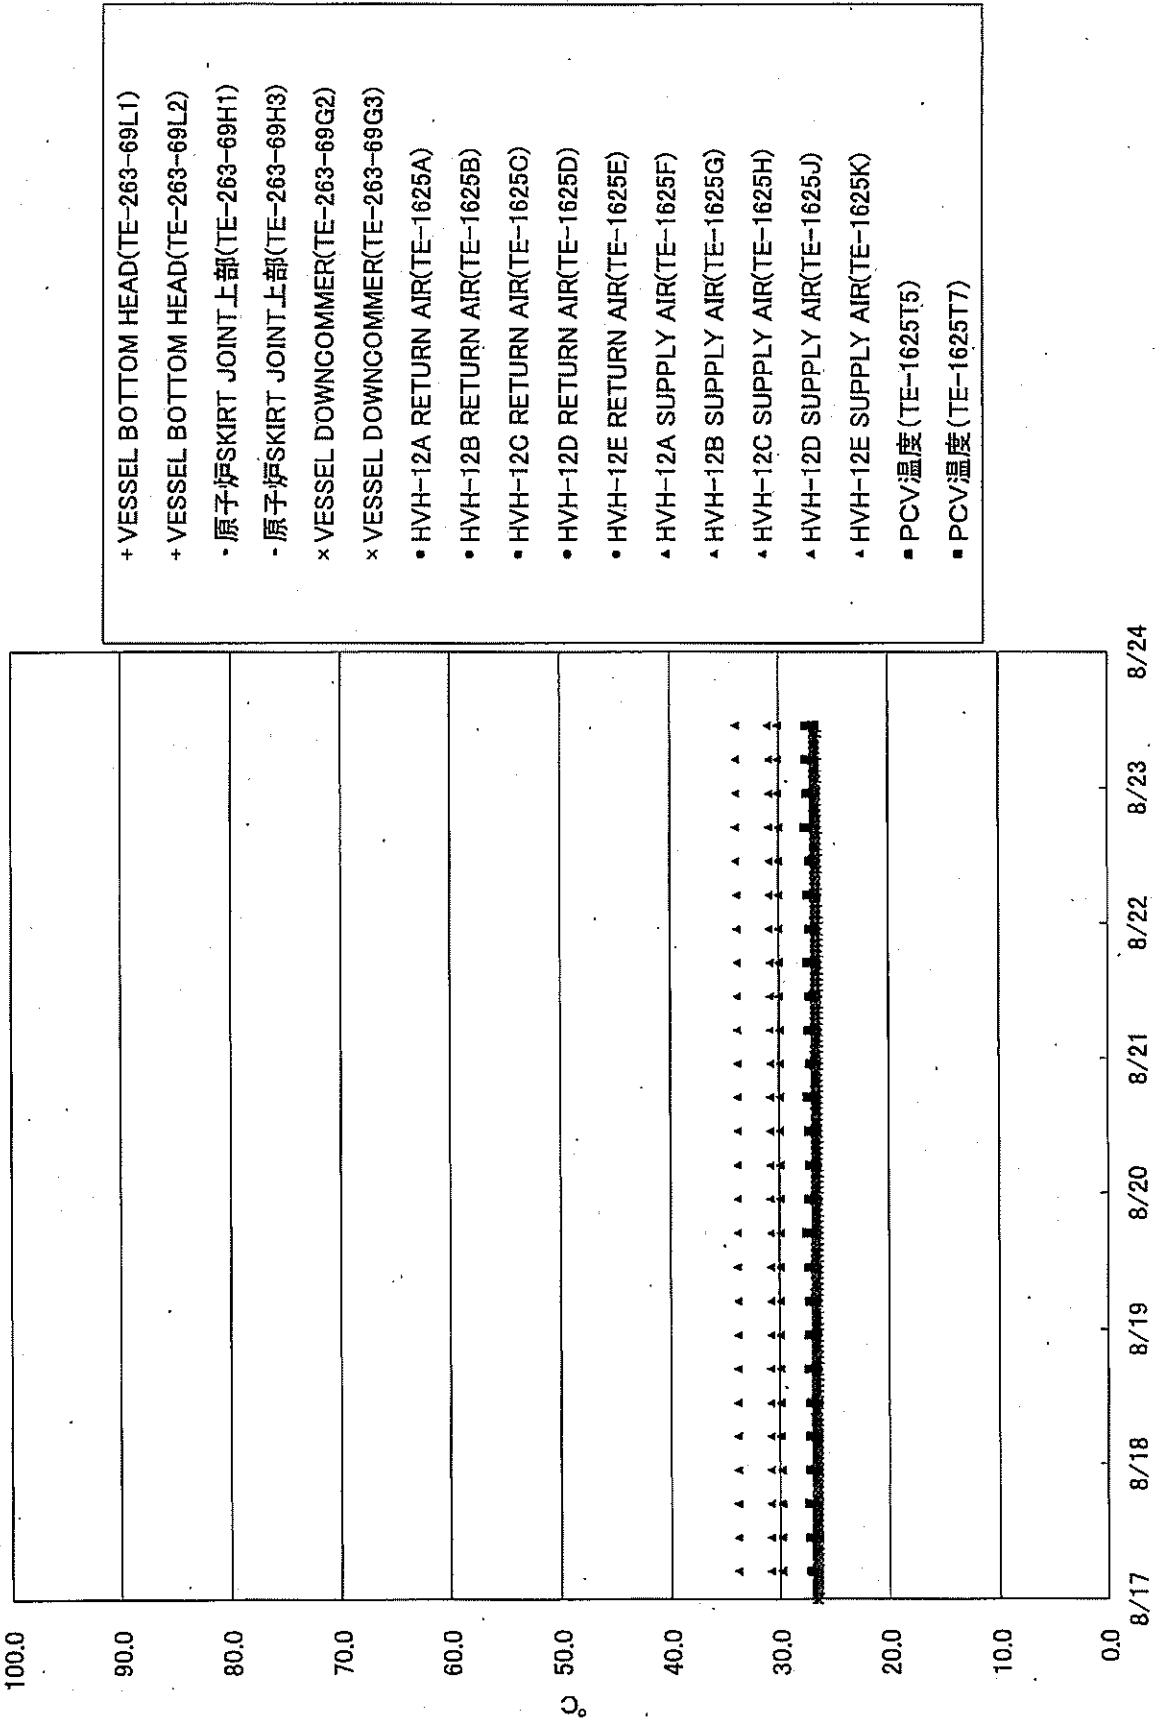 100.0
90.0
80.0
70.0
60.0
50.0
40.0
30.0
20.0
10.0
0.0
℃
8/17
8/18
8/19
8/20
8/21
8/22
8/23
8/24
+ VESSEL BOTTOM HEAD(TE-263-69L1)
+ VESSEL BOTTOM HEAD(TE-263-69L2)
- 原子炉SKIRT JOINT上部(TE-263-69H1)
- 原子炉SKIRT JOINT上部(TE-263-69H3)
× VESSEL DOWNCOMMER(TE-263-69G2)
× VESSEL DOWNCOMMER(TE-263-69G3)
● HVH-12A RETURN AIR(TE-1625A)
● HVH-12B RETURN AIR(TE-1625B)
● HVH-12C RETURN AIR(TE-1625C)
● HVH-12D RETURN AIR(TE-1625D)
● HVH-12E RETURN AIR(TE-1625E)
▲ HVH-12A SUPPLY AIR(TE-1625F)
▲ HVH-12B SUPPLY AIR(TE-1625G)
▲ HVH-12C SUPPLY AIR(TE-1625H)
▲ HVH-12D SUPPLY AIR(TE-1625J)
▲ HVH-12E SUPPLY AIR(TE-1625K)
■ PCV温度(TE-1625T5)
■ PCV温度(TE-1625T7)